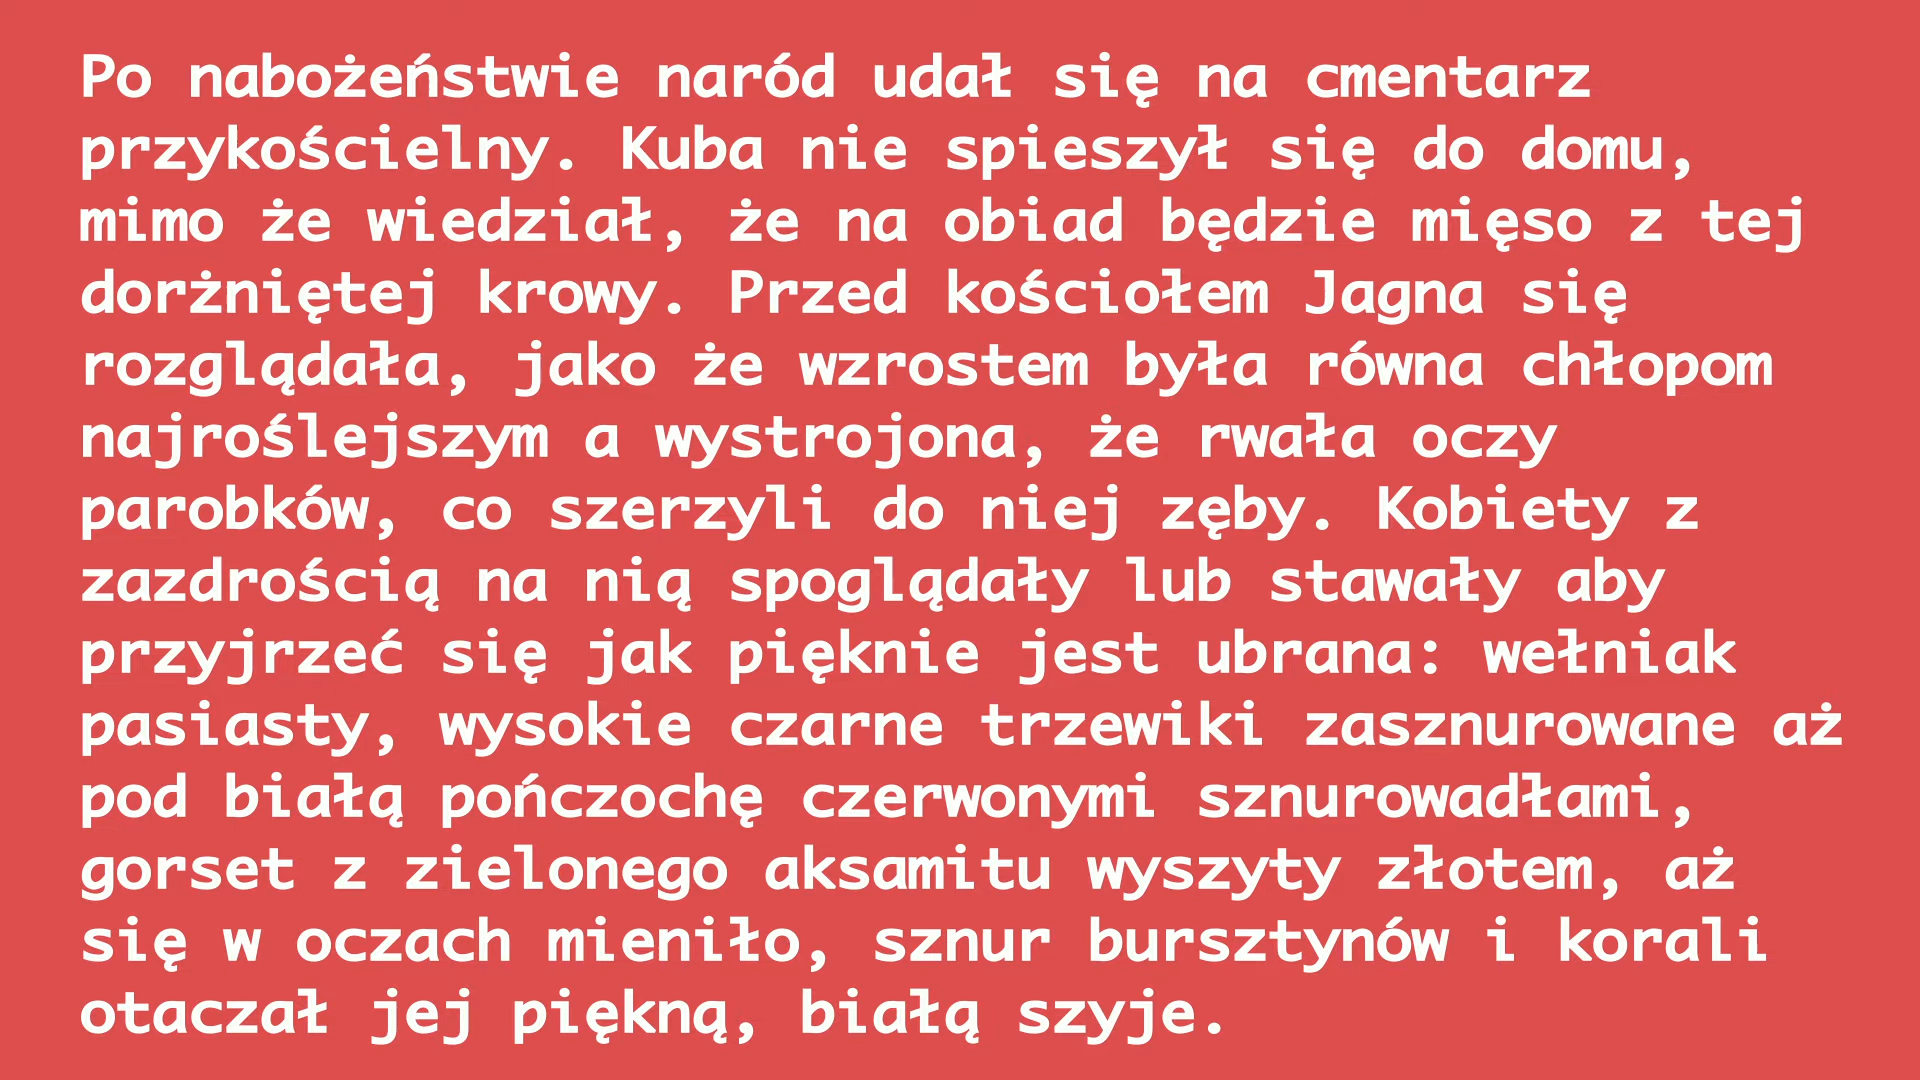 Po nabożeństwie naród udał się na cmentarz
przykościelny. Kuba nie spieszył się do domu,
mimo że wiedział, że na obiad będzie mięso z tej
dorżniętej krowy. Przed kościołem Jagna się
rozglądała, jako że wzrostem była równa chłopom
najroślejszym a wystrojona, że rwała oczy
parobków, co szerzyli do niej zęby. Kobiety z
zazdrością na nią spoglądały lub stawały aby
przyjrzeć się jak pięknie jest ubrana: wełniak
pasiasty, wysokie czarne trzewiki zasznurowane aż
pod białą pończochę czerwonymi sznurowadłami,
gorset z zielonego aksamitu wyszyty złotem, aż
się w oczach mieniło, sznur bursztynów i korali
otaczał jej piękną, białą szyje.